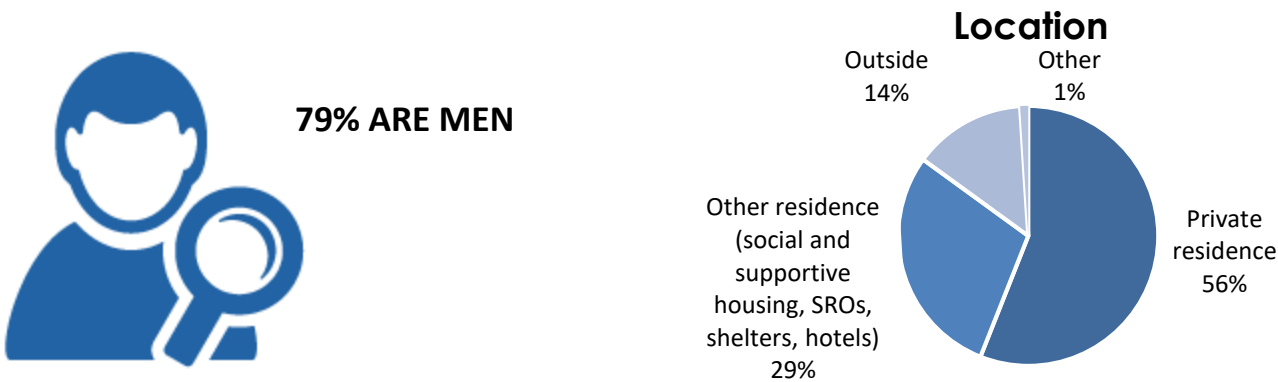 79% ARE MEN
Location
Outside
14%
Other
1%
Other residence
(social and
supportive
housing, SROs,
shelters, hotels)
29%
Private
residence
56%